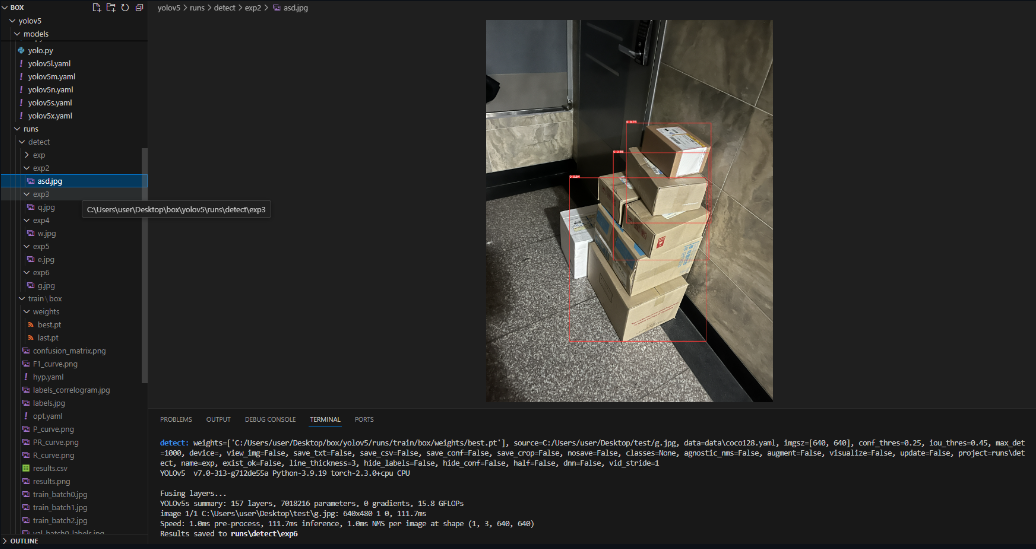 BOX
yolov5
models
yolo.py
yolov5l.yaml
yolov5m.yaml
yolov5n.yaml
yolov5s.yaml
yolov5x.yaml
runs
detect
exp
exp2
asd.jpg
exp3
q.jpg
exp4
w.jpg
exp5
e.jpg
exp6
g.jpg
train\box
weights
best.pt
last.pt
confusion_matrix.png
F1_curve.png
hyp.yaml
labels_correlogram.jpg
labels.jpg
opt.yaml
P_curve.png
PR_curve.png
R_curve.png
results.csv
results.png
train_batch0.jpg
train_batch1.jpg
train_batch2.jpg
val_batch0_labels.jpg
OUTLINE
C:\Users\user\Desktop\box\yolov5\runs\detect\exp3
yolov5 > runs > detect > exp2 > asd.jpg
PROBLEMS OUTPUT DEBUG CONSOLE TERMINAL PORTS
detect: weights=['C:/Users/user/Desktop/box/yolov5/runs/train/box/weights/best.pt'], source=C:/Users/user/Desktop/test/g.jpg, data=data\coco128.yaml, imgsz=[640, 640], conf_thres=0.25, iou_thres=0.45, max_det
=1000, device=, view_img=False, save_txt=False, save_csv=False, save_conf=False, save_crop=False, nosave=False, classes=None, agnostic_nms=False, augment=False, visualize=False, update=False, project=runs\dete
ct, name=exp, exist_ok=False, line_thickness=3, hide_labels=False, hide_conf=False, half=False, dnn=False, vid_stride=1
YOLOv5 v7.0-313-g712de55a Python-3.9.19 torch-2.3.0+cpu CPU
Fusing layers...
YOLOv5s summary: 157 layers, 7018216 parameters, 0 gradients, 15.8 GFLOPs
image 1/1 C:\Users\user\Desktop\test\g.jpg: 640x480 1 0, 111.7ms
Speed: 1.0ms pre-process, 111.7ms inference, 1.0ms NMS per image at shape (1, 3, 640, 640)
Results saved to runs\detect\exp6